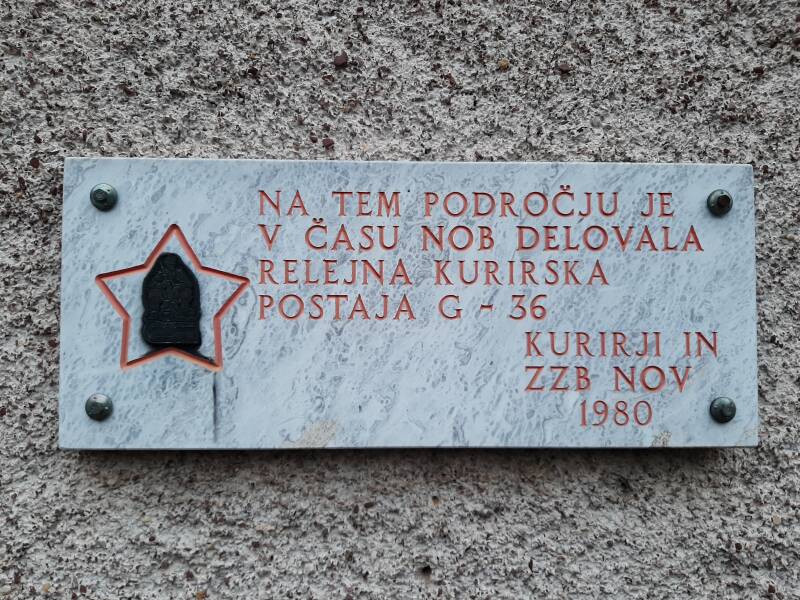 NA TEM PODROČJU JE
V ČASU NOB DELOVALA
RELEJNA KURIRSKA
POSTAJA G - 36
KURIRJI IN
ZZB NOV
1980